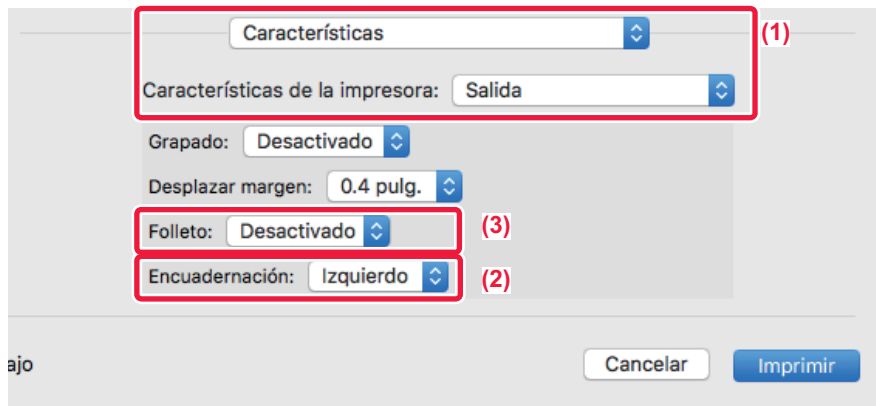 Características
(1)
Características de la impresora: Salida
Grapado: Desactivado
Desplazar margen: 0.4 pulg.
Folleto: Desactivado
(3)
Encuadernación: Izquierdo
(2)
ajo
Cancelar
Imprimir